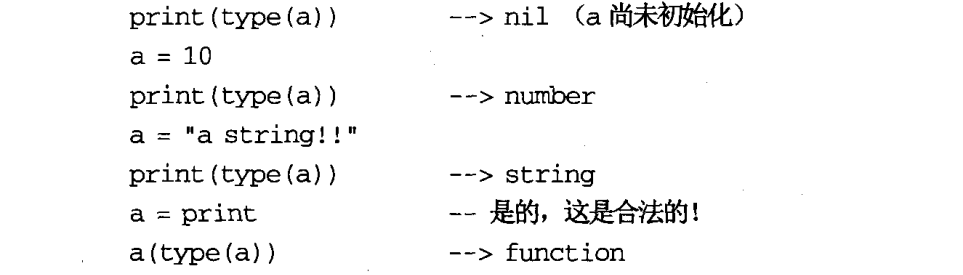 print(type(a)) --> nil （a 尚未初始化）
a = 10
print(type(a)) --> number
a = "a string!!"
print(type(a)) --> string
a = print -- 是的，这是合法的！
a(type(a)) --> function